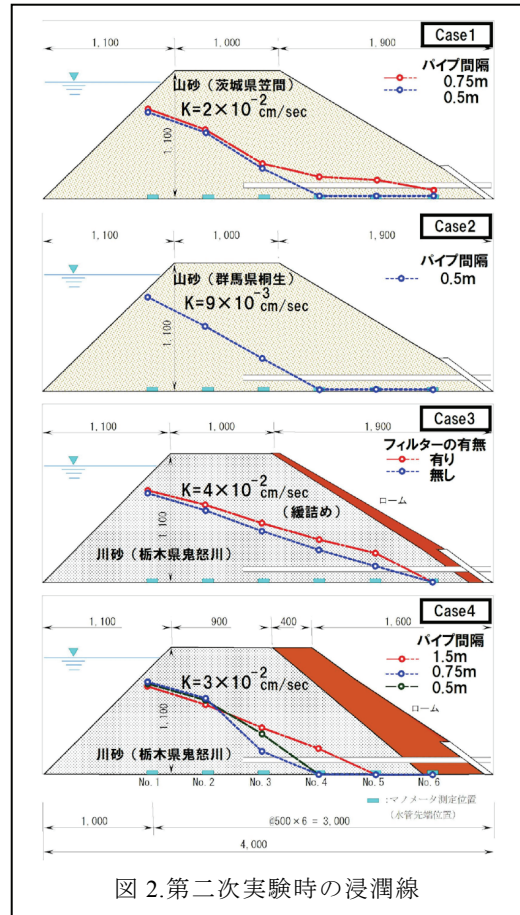 1,100 1,000 1,900
Case1
パイプ間隔
0.75m
0.5m
山砂(茨城県笠間)
K=2×10⁻² cm/sec
1,100
1,100 1,000 1,900
Case2
パイプ間隔
0.5m
山砂(群馬県桐生)
K=9×10⁻³ cm/sec
1,100
1,100 1,000 1,900
Case3
フィルターの有無
有り
無し
ローム
K=4×10⁻² cm/sec
(緩詰め)
1,100
川砂(栃木県鬼怒川)
1,100 900 400 1,600
Case4
パイプ間隔
1.5m
0.75m
0.5m
ローム
K=3×10⁻² cm/sec
1,100
川砂(栃木県鬼怒川)
No.1 No.2 No.3 No.4 No.5 No.6
:マノメータ測定位置
(水管先端位置)
1,000 @500×6 = 3,000
4,000
図 2.第二次実験時の浸潤線